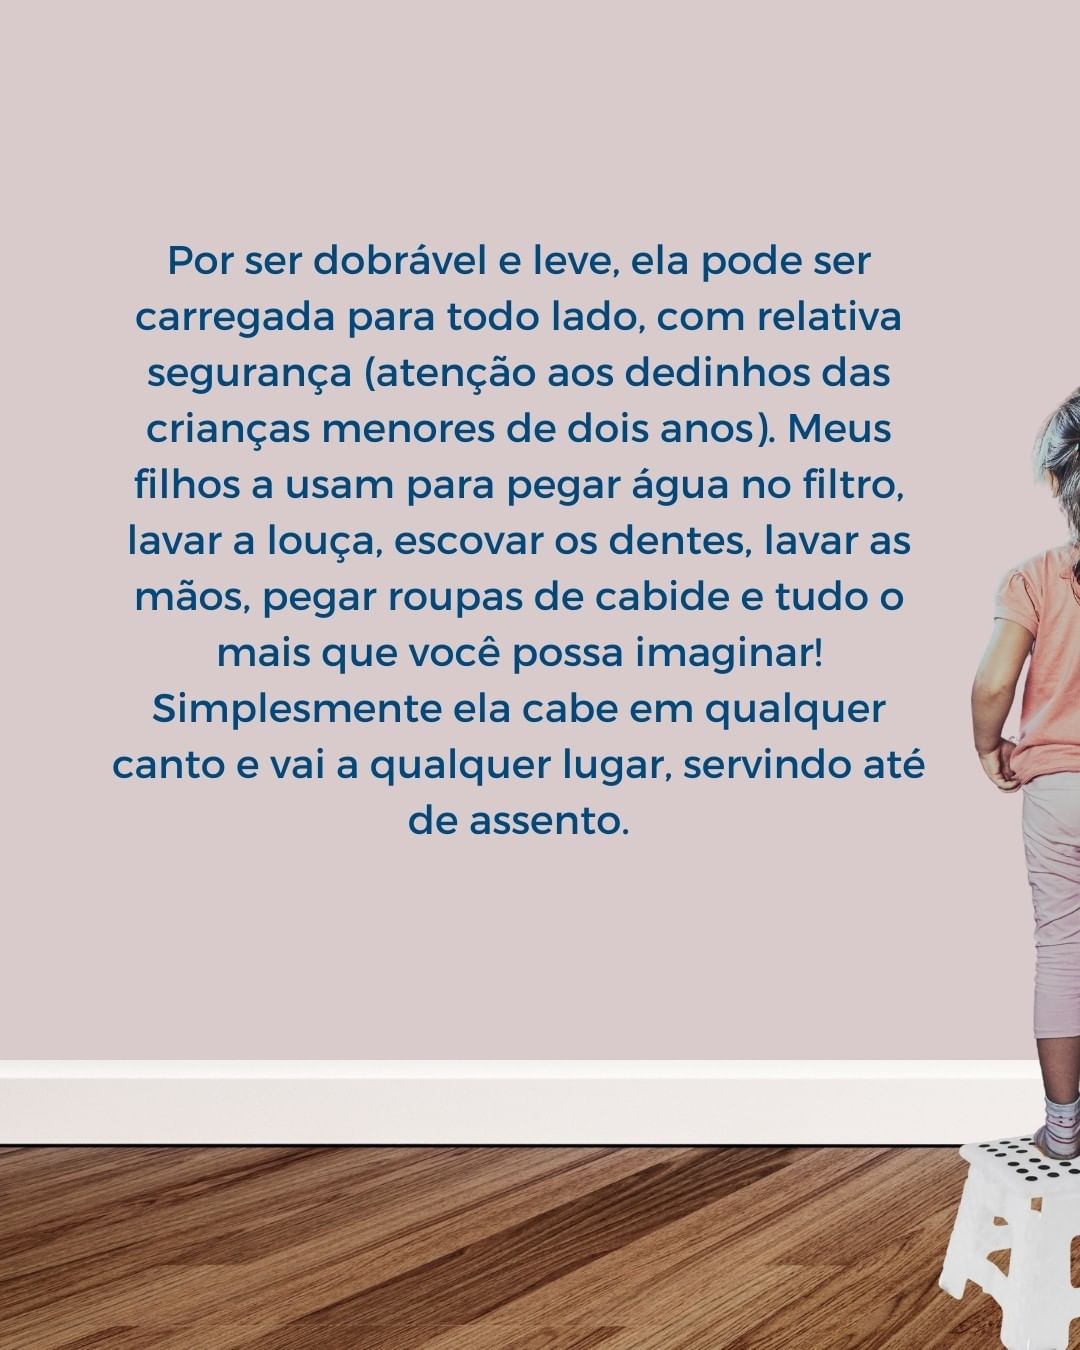 Por ser dobrável e leve, ela pode ser
carregada para todo lado, com relativa
segurança (atenção aos dedinhos das
crianças menores de dois anos). Meus
filhos a usam para pegar água no filtro,
lavar a louça, escovar os dentes, lavar as
mãos, pegar roupas de cabide e tudo o
mais que você possa imaginar!
Simplesmente ela cabe em qualquer
canto e vai a qualquer lugar, servindo até
de assento.